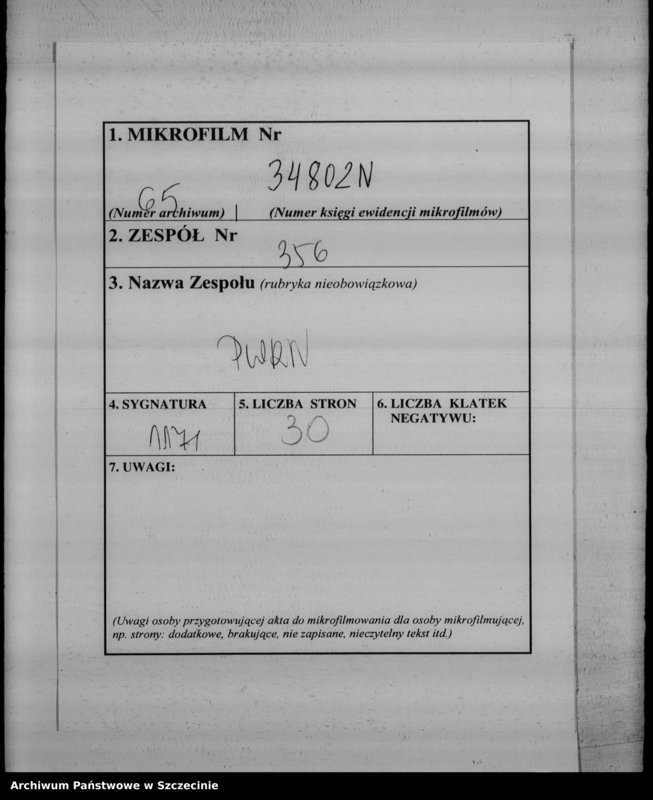 1. MIKROFILM Nr
34802N
65
(Numer archiwum) | (Numer księgi ewidencji mikrofilmów)
2. ZESPÓŁ Nr
356
3. Nazwa Zespołu (rubryka nieobowiązkowa)
PWRN
4. SYGNATURA
1171
5. LICZBA STRON
30
6. LICZBA KLATEK
NEGATYWU:
7. UWAGI:
(Uwagi osoby przygotowującej akta do mikrofilmowania dla osoby mikrofilmującej,
np. strony: dodatkowe, brakujące, nie zapisane, nieczytelny tekst itd.)
Archiwum Państwowe w Szczecinie